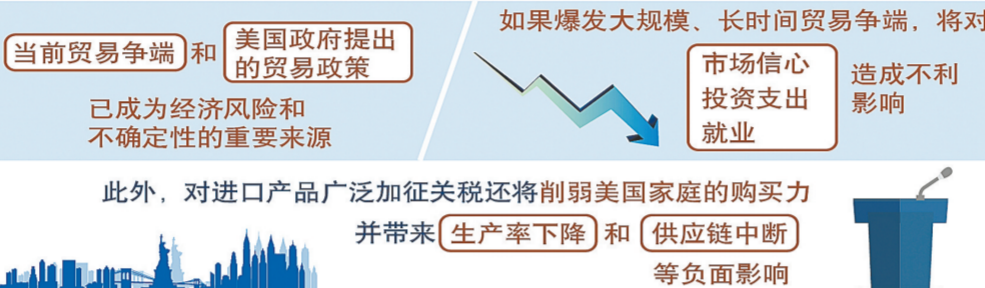 当前贸易争端 和 美国政府提出
的贸易政策
已成为经济风险和
不确定性的重要来源
如果爆发大规模、长时间贸易争端，将对
市场信心
投资支出
就业
造成不利
影响
此外，对进口产品广泛加征关税还将削弱美国家庭的购买力
并带来 生产率下降 和 供应链中断
等负面影响